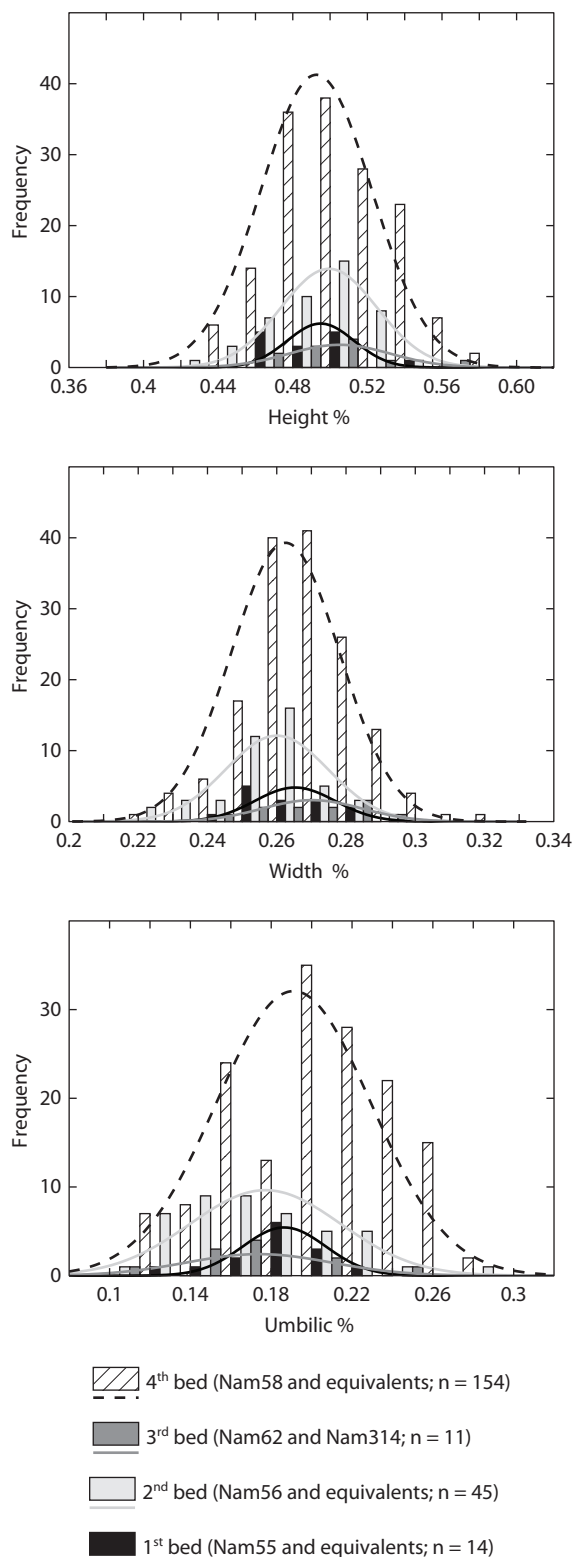 40
30
20
10
0
Frequency
0.36 0.4 0.44 0.48 0.52 0.56 0.60
Height %
40
30
20
10
0
Frequency
0.2 0.22 0.24 0.26 0.28 0.3 0.32 0.34
Width %
30
20
10
0
Frequency
0.1 0.14 0.18 0.22 0.26 0.3
Umbilic %
4th bed (Nam58 and equivalents; n = 154)
3rd bed (Nam62 and Nam314; n = 11)
2nd bed (Nam56 and equivalents; n = 45)
1st bed (Nam55 and equivalents; n = 14)